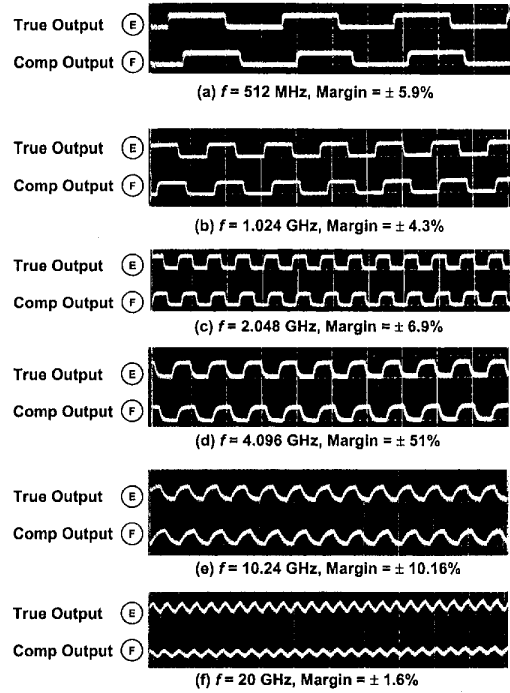 True Output E
Comp Output F
(a) f = 512 MHz, Margin = ± 5.9%
True Output E
Comp Output F
(b) f = 1.024 GHz, Margin = ± 4.3%
True Output E
Comp Output F
(c) f = 2.048 GHz, Margin = ± 6.9%
True Output E
Comp Output F
(d) f = 4.096 GHz, Margin = ± 51%
True Output E
Comp Output F
(e) f = 10.24 GHz, Margin = ± 10.16%
True Output E
Comp Output F
(f) f = 20 GHz, Margin = ± 1.6%